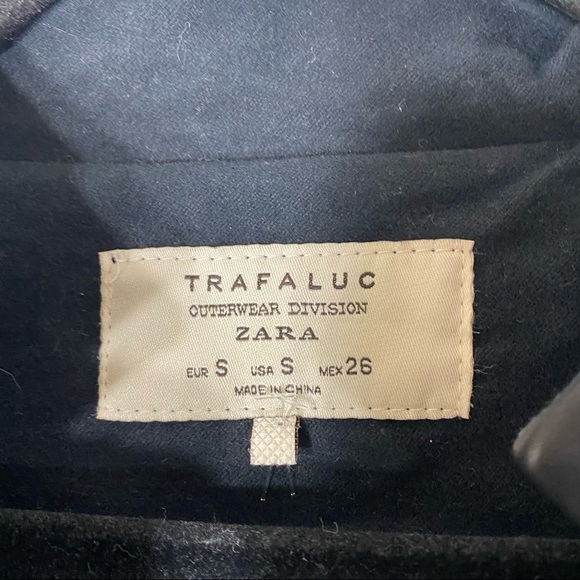 TRAFALUC
OUTERWEAR DIVISION
ZARA
EUR S USA S MEX 26
MADE IN CHINA